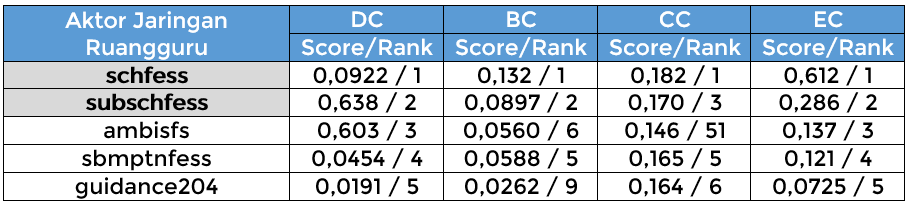 Aktor Jaringan Ruangguru DC BC CC EC
Score/Rank Score/Rank Score/Rank Score/Rank
schfess 0,0922 / 1 0,132 / 1 0,182 / 1 0,612 / 1
subschfess 0,638 / 2 0,0897 / 2 0,170 / 3 0,286 / 2
ambisfs 0,603 / 3 0,0560 / 6 0,146 / 51 0,137 / 3
sbmptnfess 0,0454 / 4 0,0588 / 5 0,165 / 5 0,121 / 4
guidance204 0,0191 / 5 0,0262 / 9 0,164 / 6 0,0725 / 5